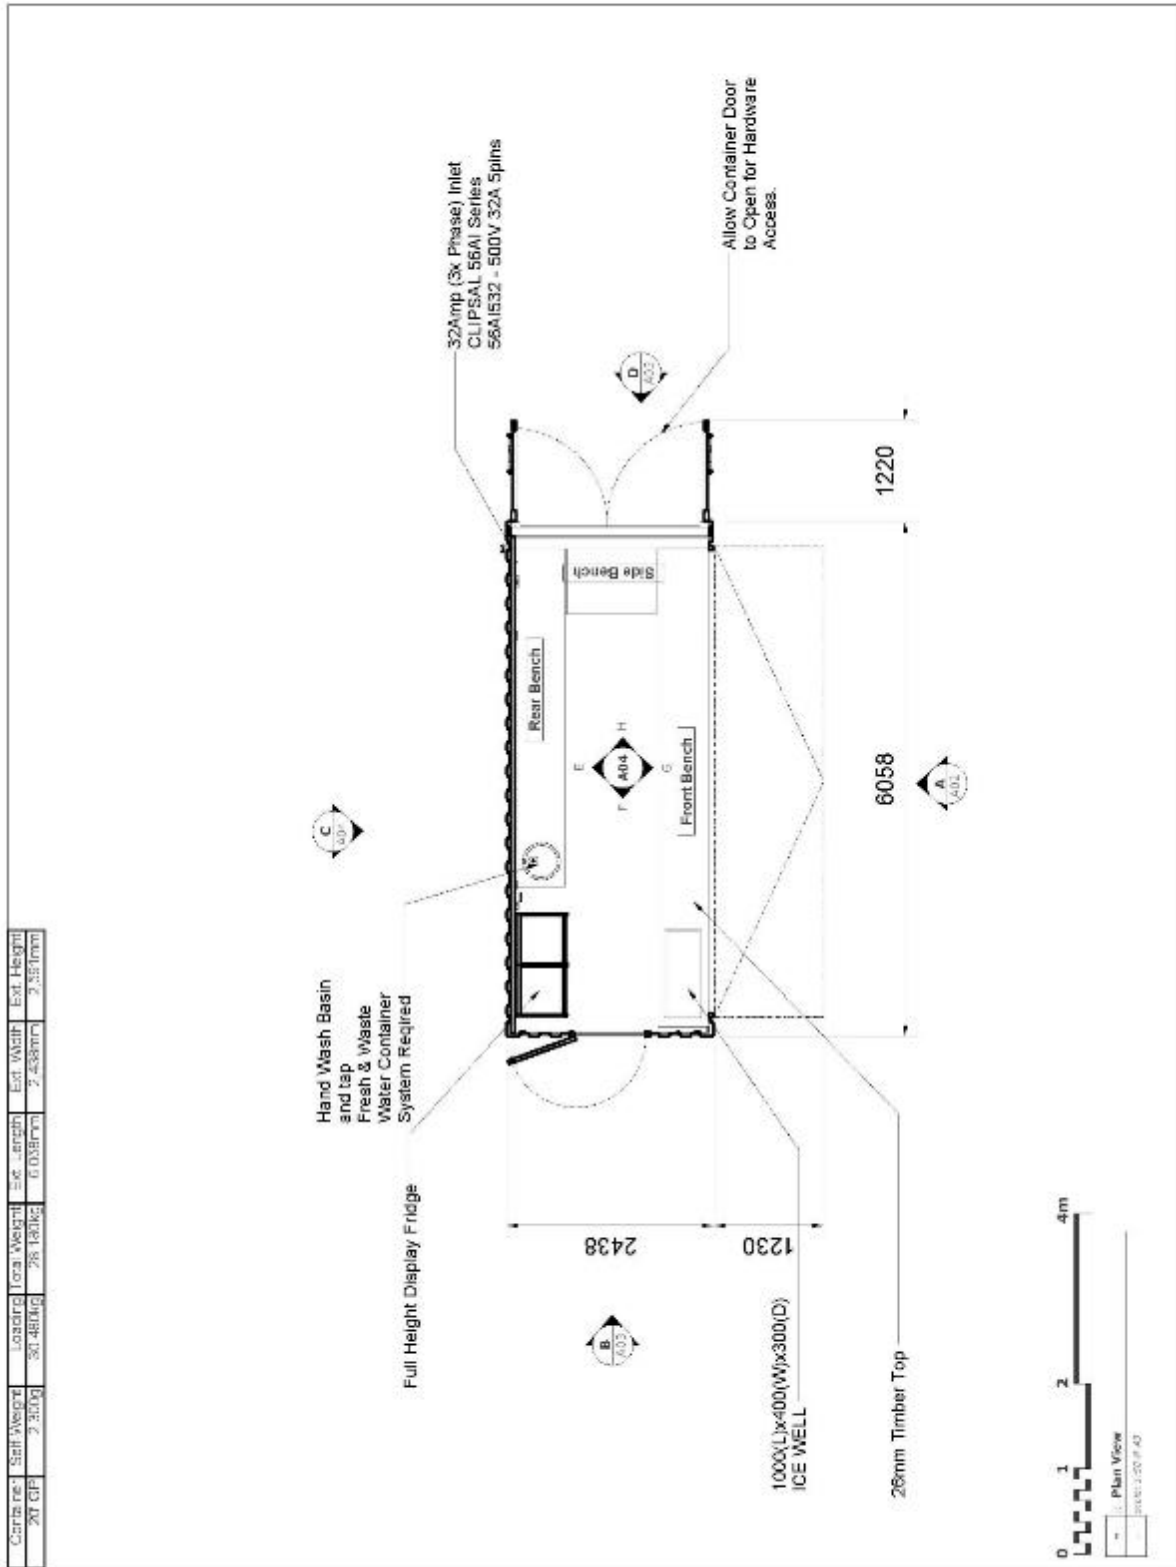 Container
Self Weight
Loading
Total Weight
Ext. Length
Ext. Width
Ext. Height
20' GP
30 480kg
28 180kg
2,438mm
2,591mm
32Amp (3x Phase) Inlet
CLIPSAL 56AI Series
56AI532 - 500V 32A 5pins
Hand Wash Basin
and tap
Fresh & Waste
Water Container
System Reqired
Full Height Display Fridge
Allow Container Door
to Open for Hardware
Access.
C
D
A03
Rear Bench
Side Bench
Front Bench
E
F
A04
H
G
B
A03
A
A02
2438
1230
6058
1220
1000(L)x400(W)x300(D)
ICE WELL
26mm Timber Top
0
1
2
4m
Plan View